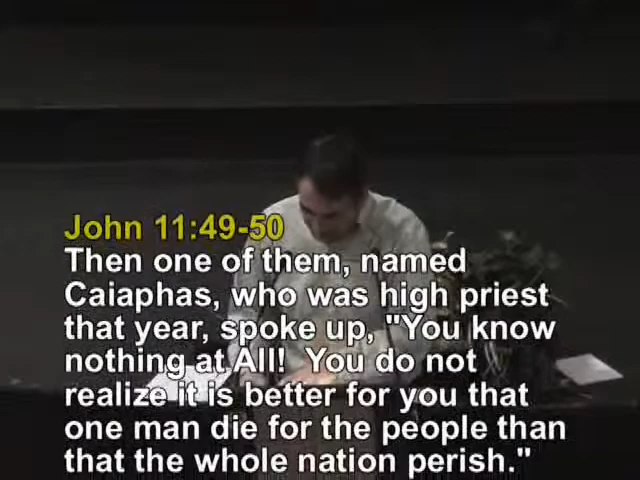 John 11:49-50
Then one of them, named
Caiaphas, who was high priest
that year, spoke up, "You know
nothing at All!  You do not
realize it is better for you that
one man die for the people than
that the whole nation perish."